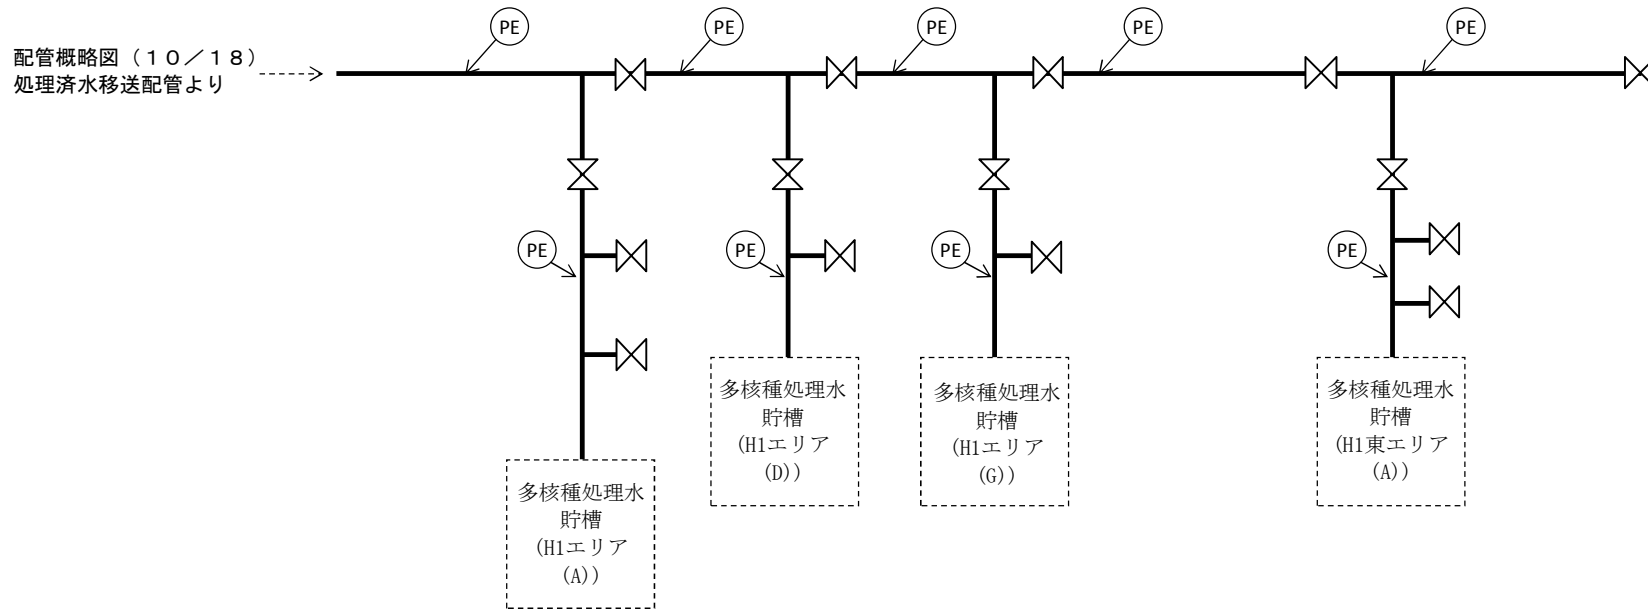 PE
PE
PE
PE
PE
配管概略図（１０／１８）
処理済水移送配管より
PE
PE
PE
PE
多核種処理水
貯槽
(H1エリア
(A))
多核種処理水
貯槽
(H1エリア
(D))
多核種処理水
貯槽
(H1エリア
(G))
多核種処理水
貯槽
(H1東エリア
(A))